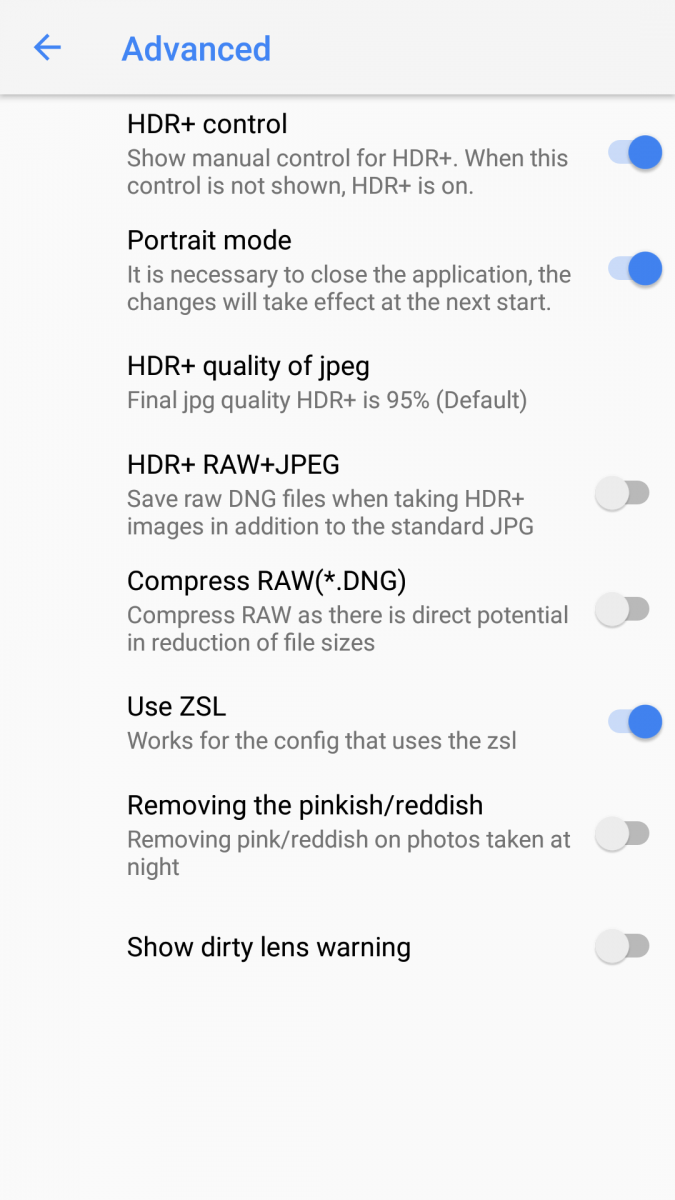 Advanced
HDR+ control
Show manual control for HDR+. When this
control is not shown, HDR+ is on.
Portrait mode
It is necessary to close the application, the
changes will take effect at the next start.
HDR+ quality of jpeg
Final jpg quality HDR+ is 95% (Default)
HDR+ RAW+JPEG
Save raw DNG files when taking HDR+
images in addition to the standard JPG
Compress RAW(*.DNG)
Compress RAW as there is direct potential
in reduction of file sizes
Use ZSL
Works for the config that uses the zsl
Removing the pinkish/reddish
Removing pink/reddish on photos taken at
night
Show dirty lens warning